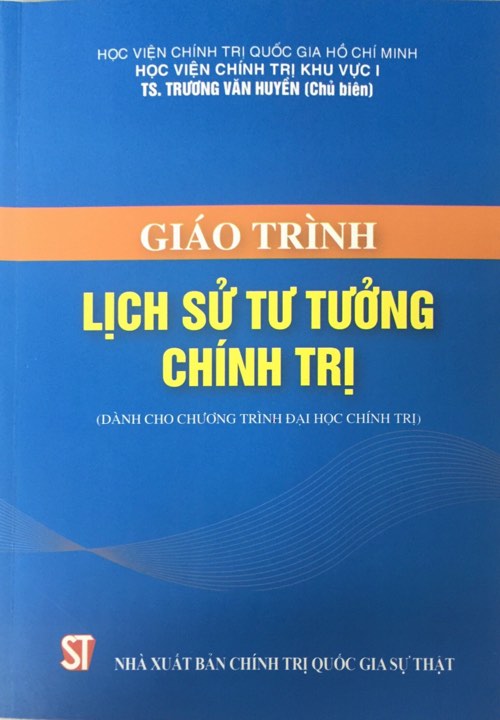 HỌC VIỆN CHÍNH TRỊ QUỐC GIA HỒ CHÍ MINH
HỌC VIỆN CHÍNH TRỊ KHU VỰC I
TS. TRƯƠNG VĂN HUYỀN (Chủ biên)
GIÁO TRÌNH
LỊCH SỬ TƯ TƯỞNG
CHÍNH TRỊ
(DÀNH CHO CHƯƠNG TRÌNH ĐẠI HỌC CHÍNH TRỊ)
ST NHÀ XUẤT BẢN CHÍNH TRỊ QUỐC GIA SỰ THẬT